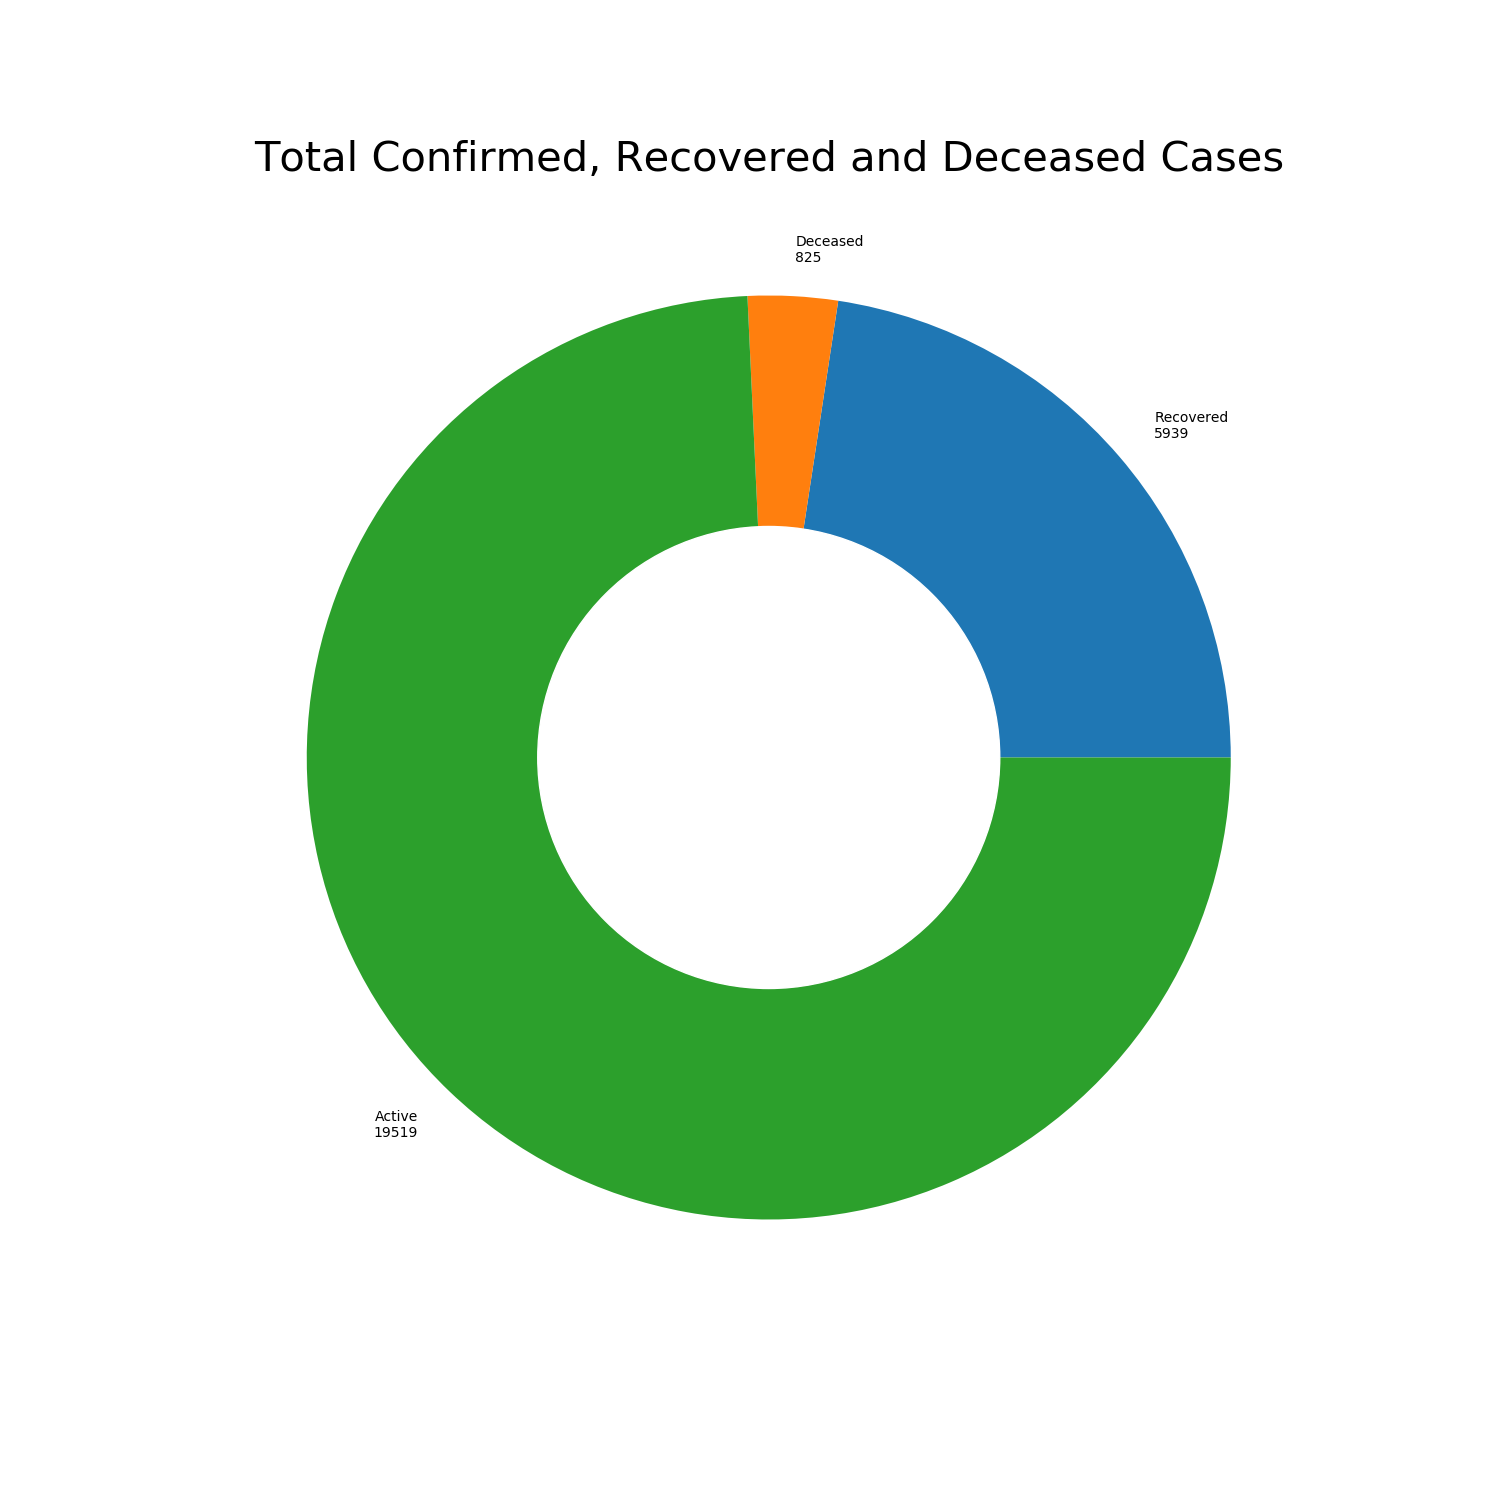 Total Confirmed, Recovered and Deceased Cases
Deceased
825
Recovered
5939
Active
19519